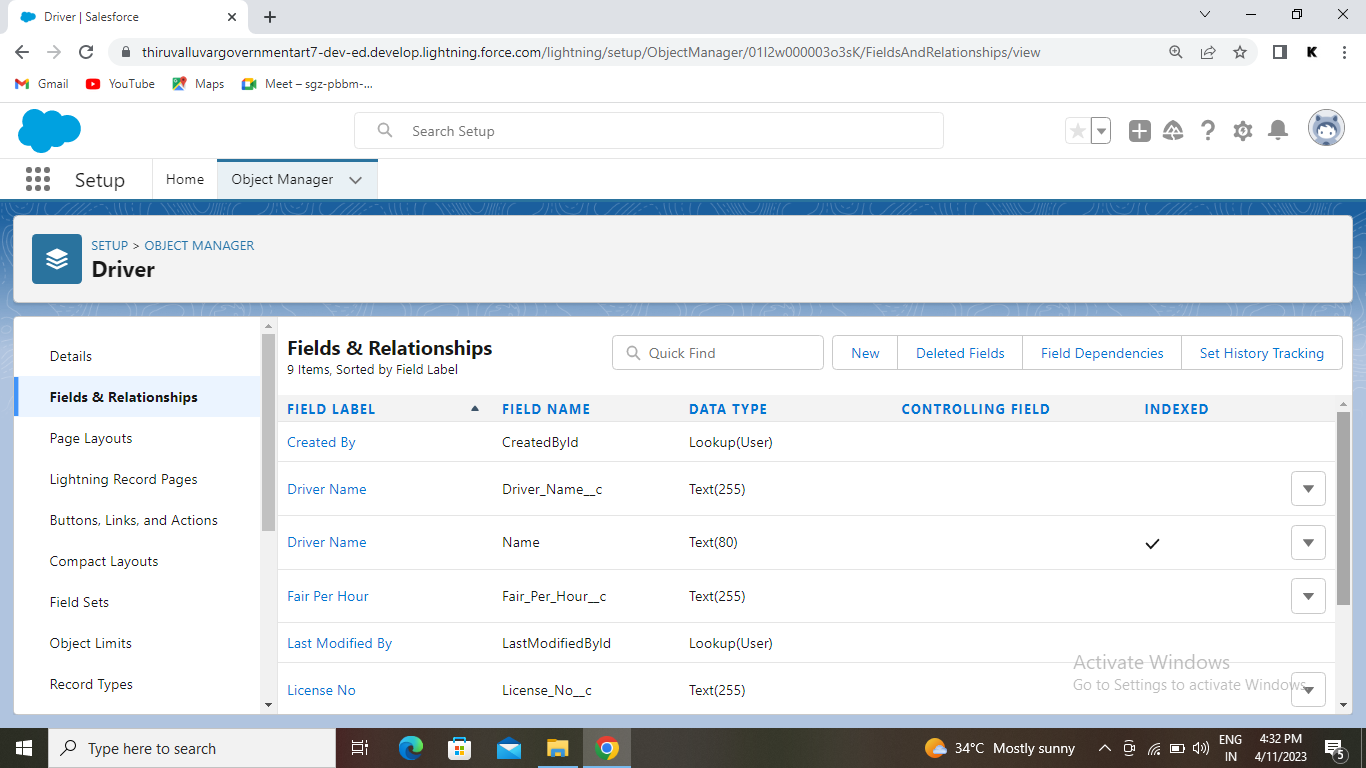 Driver | Salesforce
thiruvalluvargovernmentart7-dev-ed.develop.lightning.force.com/lightning/setup/ObjectManager/01I2w000003o3sK/FieldsAndRelationships/view
K
Gmail YouTube Maps Meet – sgz-pbbm-...
Search Setup
Setup Home Object Manager
SETUP > OBJECT MANAGER
Driver
Details
Fields & Relationships
Page Layouts
Lightning Record Pages
Buttons, Links, and Actions
Compact Layouts
Field Sets
Object Limits
Record Types
Fields & Relationships
9 Items, Sorted by Field Label
Quick Find New Deleted Fields Field Dependencies Set History Tracking
FIELD LABEL FIELD NAME DATA TYPE CONTROLLING FIELD INDEXED
Created By CreatedById Lookup(User)
Driver Name Driver_Name__c Text(255)
Driver Name Name Text(80)
Fair Per Hour Fair_Per_Hour__c Text(255)
Last Modified By LastModifiedById Lookup(User)
License No License_No__c Text(255)
Activate Windows
Go to Settings to activate Windows.
Type here to search
34°C Mostly sunny
ENG
IN
4:32 PM
4/11/2023
5